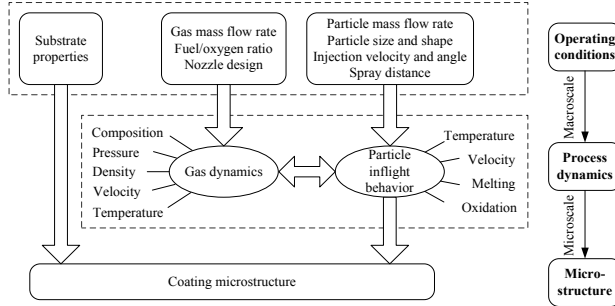 Substrate
properties
Gas mass flow rate
Fuel/oxygen ratio
Nozzle design
Particle mass flow rate
Particle size and shape
Injection velocity and angle
Spray distance
Operating
conditions
Macroscale
Composition
Pressure
Density
Velocity
Temperature
Gas dynamics
Particle
inflight
behavior
Temperature
Velocity
Melting
Oxidation
Process
dynamics
Microscale
Coating microstructure
Micro-
structure